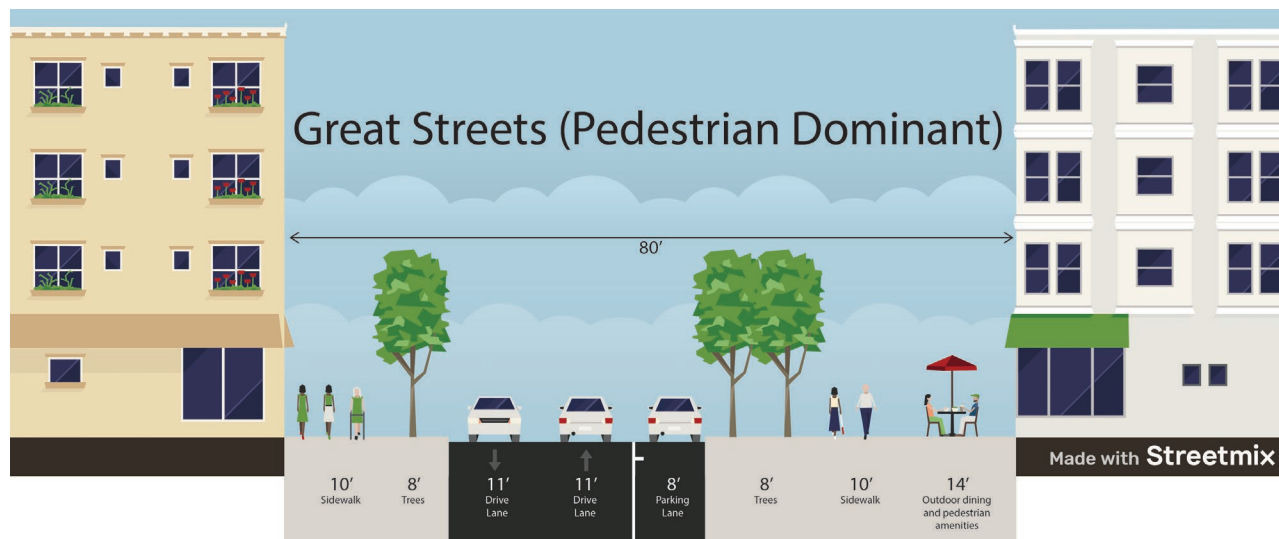 Great Streets (Pedestrian Dominant)
80'
10'
Sidewalk
8'
Trees
11'
Drive
Lane
11'
Drive
Lane
8'
Parking
Lane
8'
Trees
10'
Sidewalk
14'
Outdoor dining
and pedestrian
amenities
Made with Streetmix